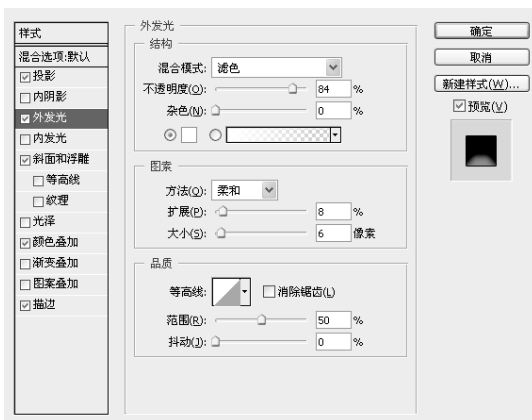 样式
混合选项:默认
投影
内阴影
外发光
内发光
斜面和浮雕
等高线
纹理
光泽
颜色叠加
渐变叠加
图案叠加
描边
外发光
结构
混合模式: 滤色
不透明度(O): 84 %
杂色(N): 0 %
图素
方法(Q): 柔和
扩展(P): 8 %
大小(S): 6 像素
品质
等高线: 消除锯齿(L)
范围(R): 50 %
抖动(J): 0 %
确定
取消
新建样式(W)...
预览(V)